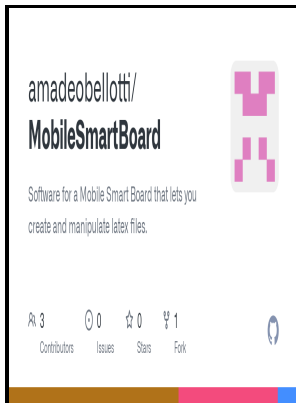 amadeobellotti/
MobileSmartBoard
Software for a Mobile Smart Board that lets you
create and manipulate latex files.
3 0 0 1
Contributors Issues Stars Fork